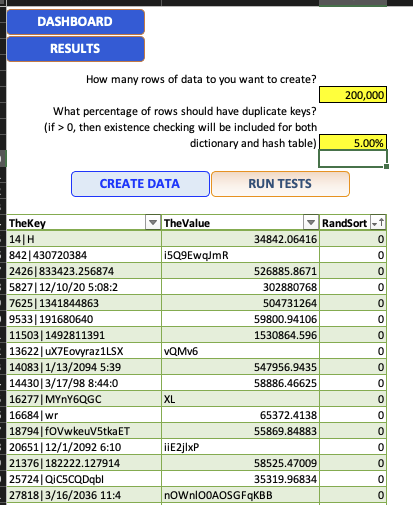 DASHBOARD
RESULTS
How many rows of data to you want to create?
200,000
What percentage of rows should have duplicate keys?
(if > 0, then existence checking will be included for both
dictionary and hash table) 5.00%
CREATE DATA RUN TESTS
TheKey TheValue RandSort
14|H 34842.06416 0
842|430720384 i5Q9EwqJmR 0
2426|833423.256874 526885.8671 0
5827|12/10/20 5:08:2 302880768 0
7625|1341844863 504731264 0
9533|191680640 59800.94106 0
11503|1492811391 1530864.596 0
13622|uX7Eovyraz1LSX vQMv6 0
14083|1/13/2094 5:39 547956.9435 0
14430|3/17/98 8:44:0 58886.46625 0
16277|MYnY6QGC XL 0
16684|wr 65372.4138 0
18794|fOVwkeuV5tkaET 55869.84883 0
20651|12/1/2092 6:10 iiE2jlxP 0
21376|182222.127914 58525.47009 0
25724|QiC5CQDqbI 35319.96834 0
27818|3/16/2036 11:4 nOWnlO0AOSGFqKBB 0